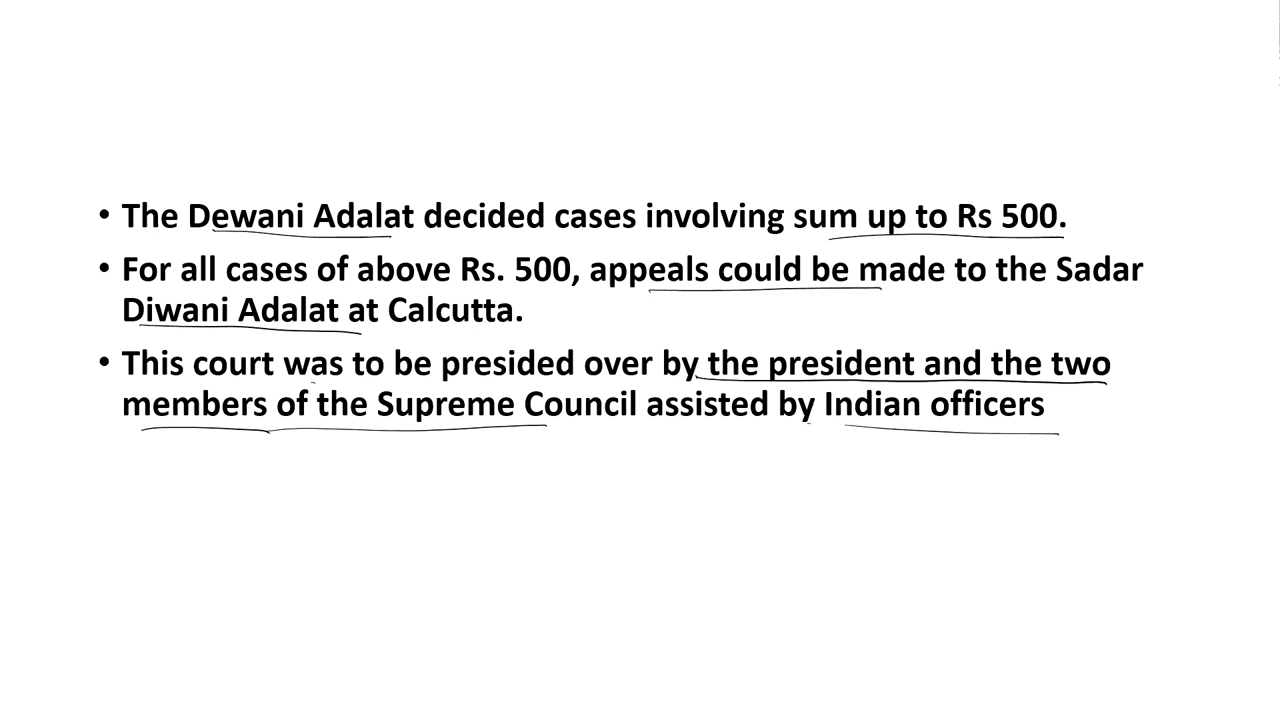 • The Dewani Adalat decided cases involving sum up to Rs 500.
• For all cases of above Rs. 500, appeals could be made to the Sadar
Diwani Adalat at Calcutta.
• This court was to be presided over by the president and the two
members of the Supreme Council assisted by Indian officers